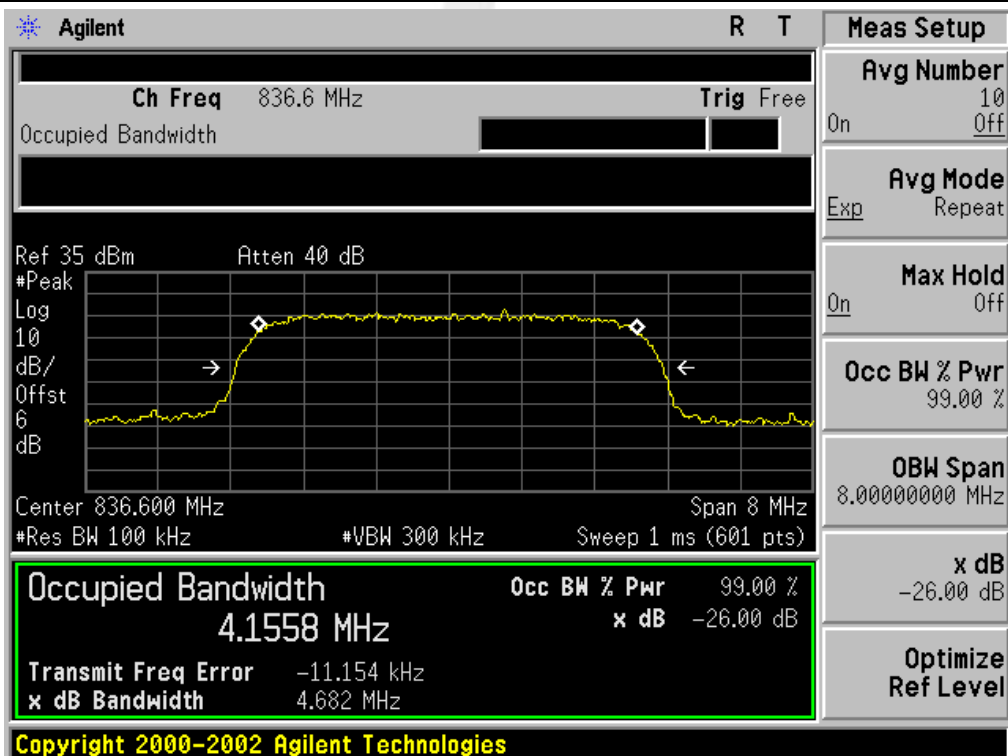 Agilent R T
Ch Freq 836.6 MHz Trig Free
Occupied Bandwidth
Ref 35 dBm Atten 40 dB
#Peak
Log
10
dB/
Offst
6
dB
Center 836.600 MHz Span 8 MHz
#Res BW 100 kHz #VBW 300 kHz Sweep 1 ms (601 pts)
Occupied Bandwidth Occ BW % Pwr 99.00 %
4.1558 MHz x dB -26.00 dB
Transmit Freq Error -11.154 kHz
x dB Bandwidth 4.682 MHz
Copyright 2000-2002 Agilent Technologies
Meas Setup
Avg Number
10
On Off
Avg Mode
Exp Repeat
Max Hold
On Off
Occ BW % Pwr
99.00 %
OBW Span
8.00000000 MHz
x dB
-26.00 dB
Optimize
Ref Level